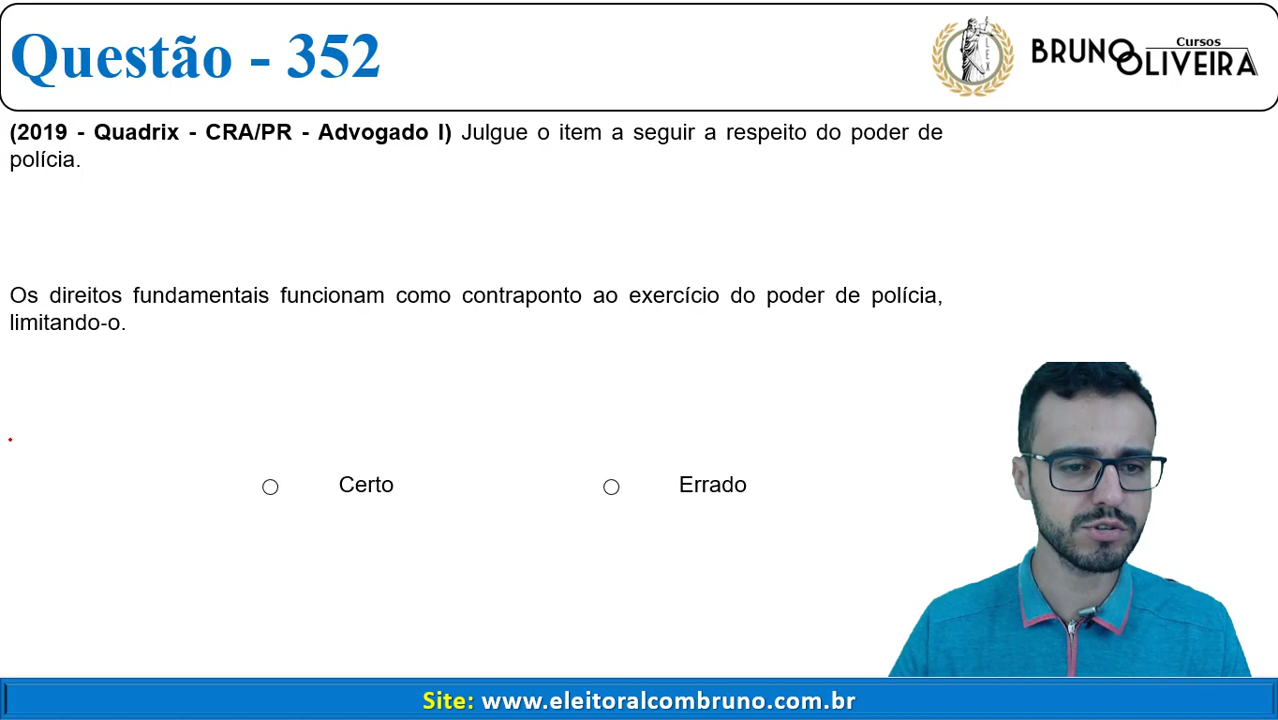 Questão - 352
Cursos
BRUNO
OLIVEIRA
LEX
(2019 - Quadrix - CRA/PR - Advogado I) Julgue o item a seguir a respeito do poder de
polícia.
Os direitos fundamentais funcionam como contraponto ao exercício do poder de polícia,
limitando-o.
Certo
Errado
Site: www.eleitoralcombruno.com.br